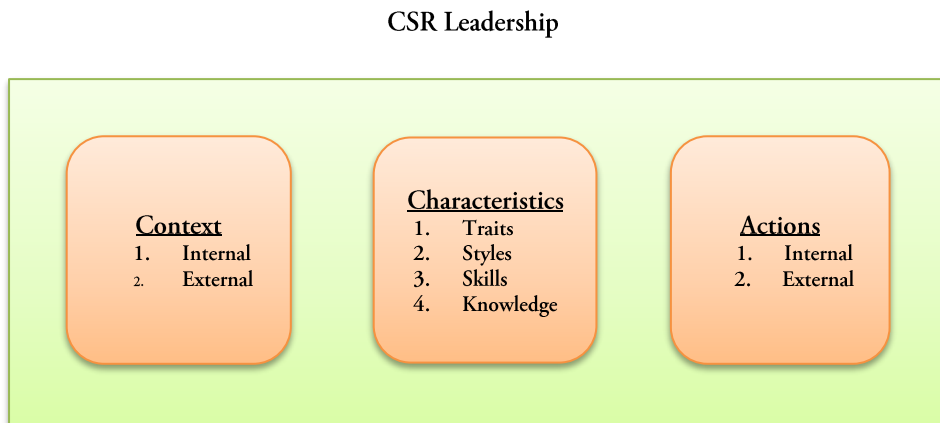 CSR Leadership
Context
1. Internal
2. External
Characteristics
1. Traits
2. Styles
3. Skills
4. Knowledge
Actions
1. Internal
2. External